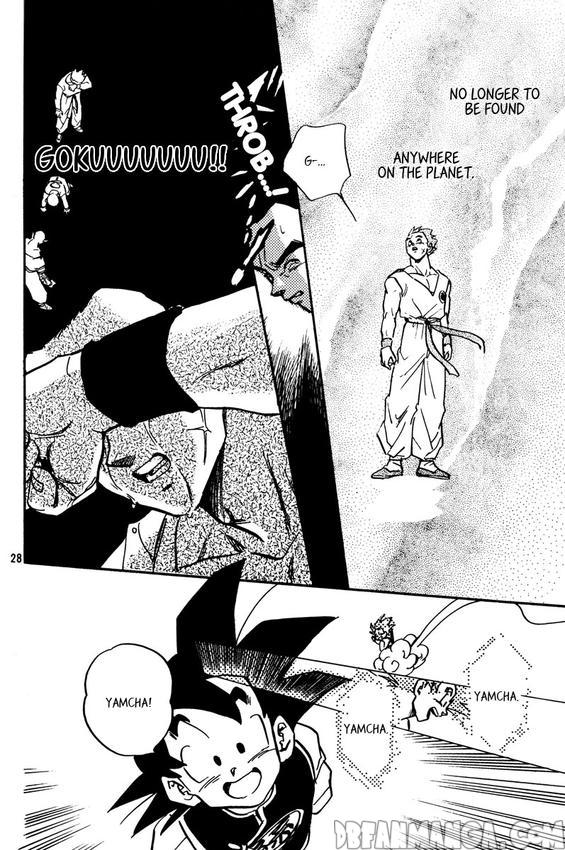 NO LONGER TO
BE FOUND
ANYWHERE
ON THE PLANET.
G-...
THROB....!
GOKUUUUUUU!!
28
YAMCHA.
YAMCHA.
YAMCHA!
DBFANMANGA.COM